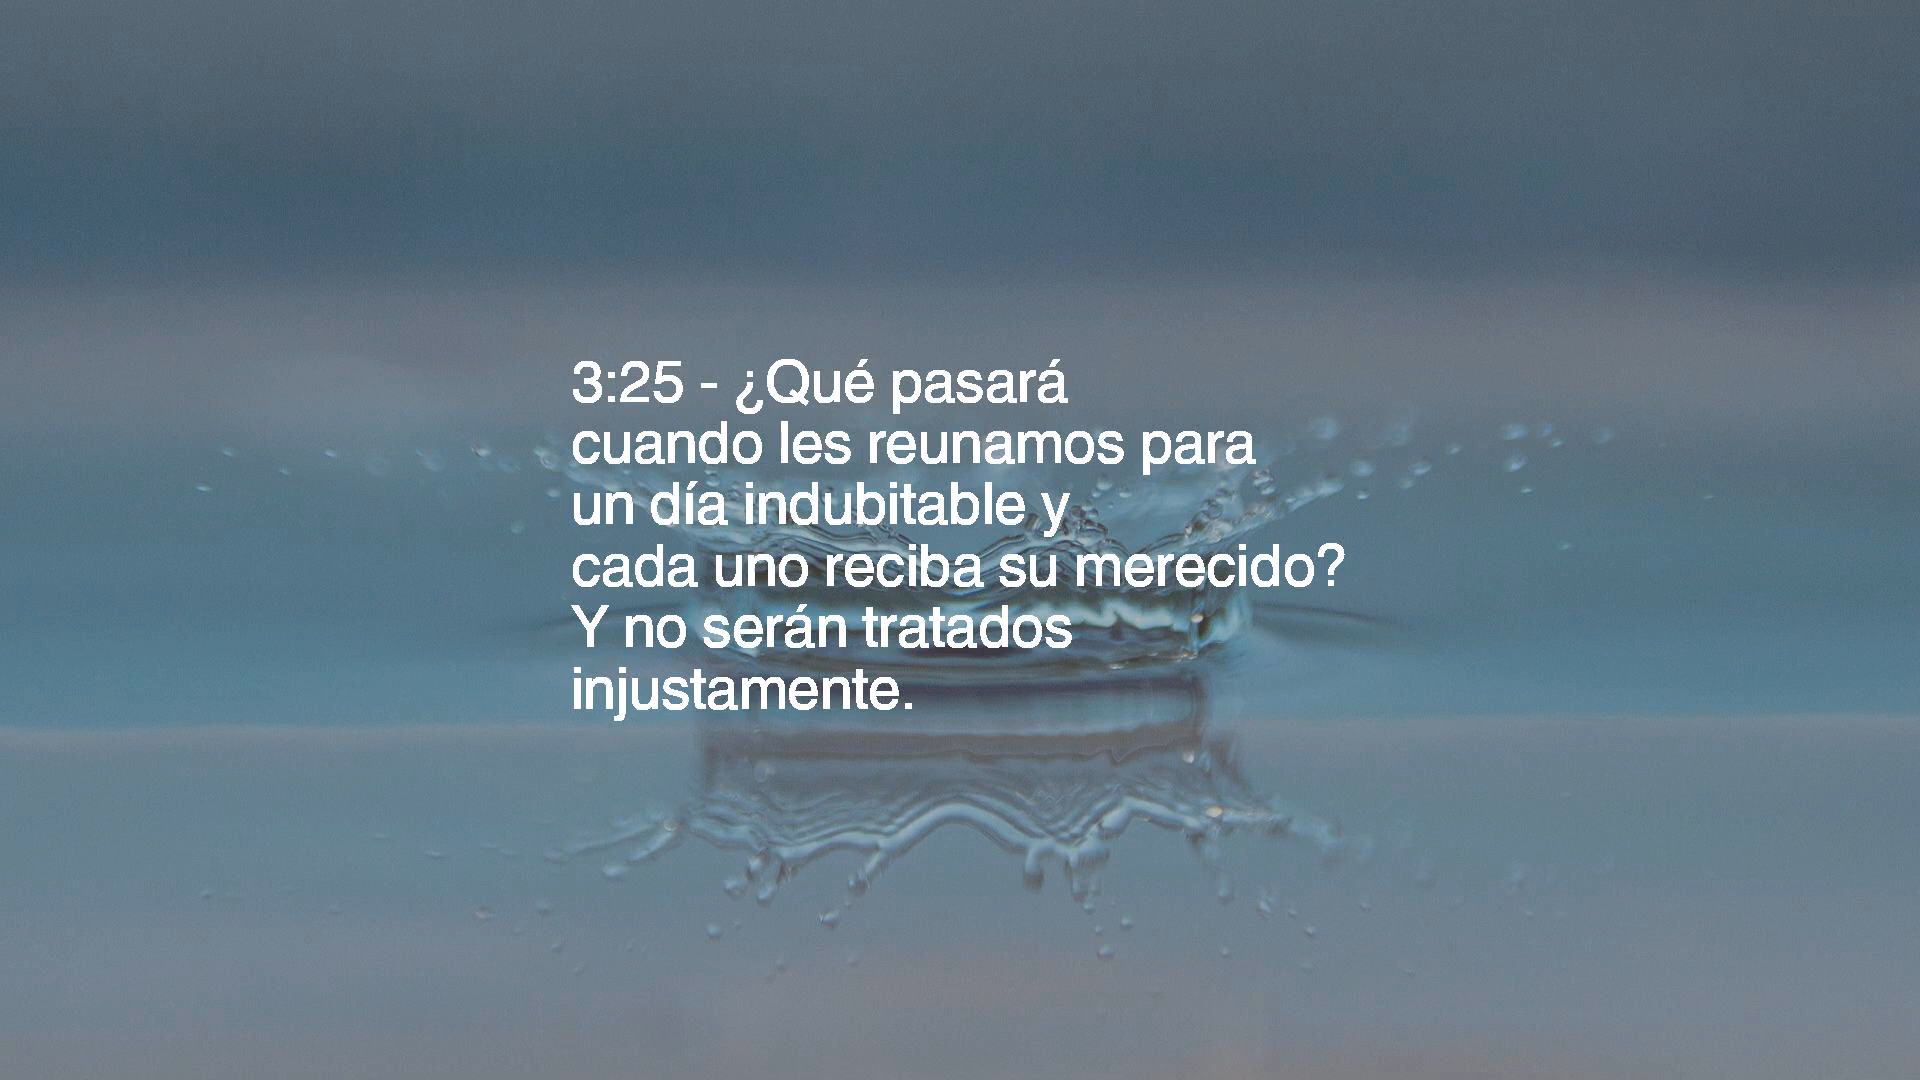 3:25 - ¿Qué pasará
cuando les reunamos para
un día indubitable y
cada uno reciba su merecido?
Y no serán tratados
injustamente.